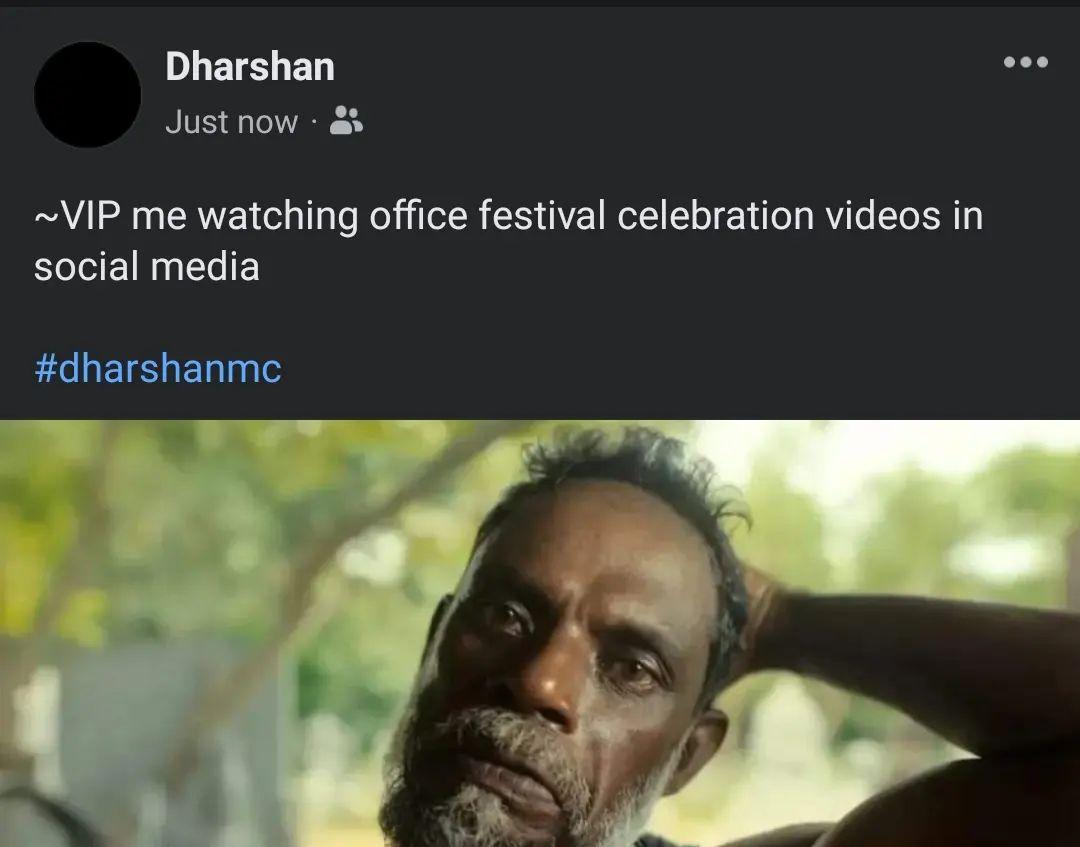 Dharshan
Just now ·
~VIP me watching office festival celebration videos in
social media
#dharshanmc